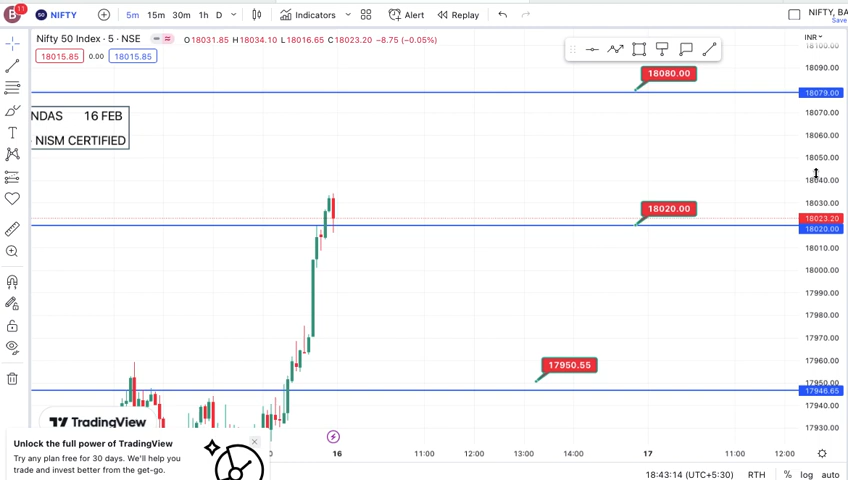 B 11 50 NIFTY 5m 15m 30m 1h D Indicators Alert Replay NIFTY, BA
Save
Nifty 50 Index · 5 · NSE O18031.85 H18034.10 L18016.65 C18023.20 -8.75 (-0.05%) INR
18015.85 0.00 18015.85
18100.00
18090.00
18080.00
18079.00
18070.00
NDAS 16 FEB
NISM CERTIFIED
18060.00
18050.00
18040.00
18030.00
18020.00
18023.20
18020.00
18010.00
18000.00
17990.00
17980.00
17970.00
17960.00
17950.55
17950.00
17946.65
17940.00
17930.00
TradingView
Unlock the full power of TradingView
Try any plan free for 30 days. We'll help you
trade and invest better from the get-go.
16 11:00 12:00 13:00 14:00 17 11:00 12:00
18:43:14 (UTC+5:30) RTH % log auto